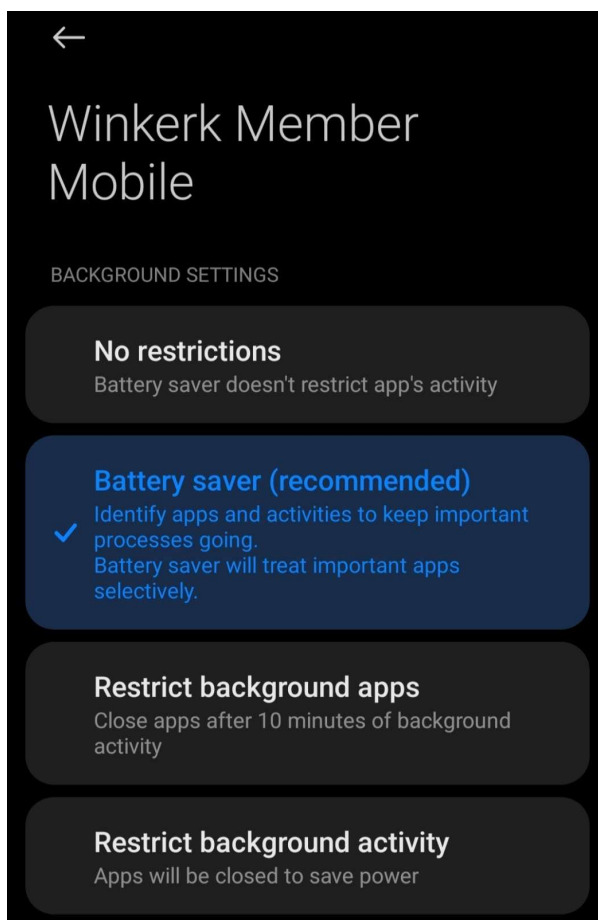 Winkerk Member
Mobile
BACKGROUND SETTINGS
No restrictions
Battery saver doesn't restrict app's activity
Battery saver (recommended)
Identify apps and activities to keep important
processes going.
Battery saver will treat important apps
selectively.
Restrict background apps
Close apps after 10 minutes of background
activity
Restrict background activity
Apps will be closed to save power